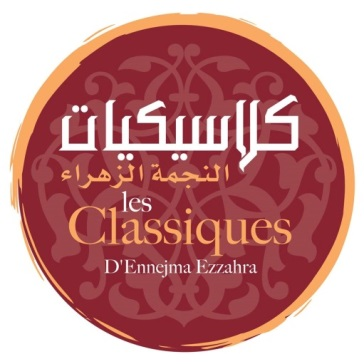 كلاسيكيات
النجمة الزهراء
les
Classiques
D'Ennejma Ezzahra